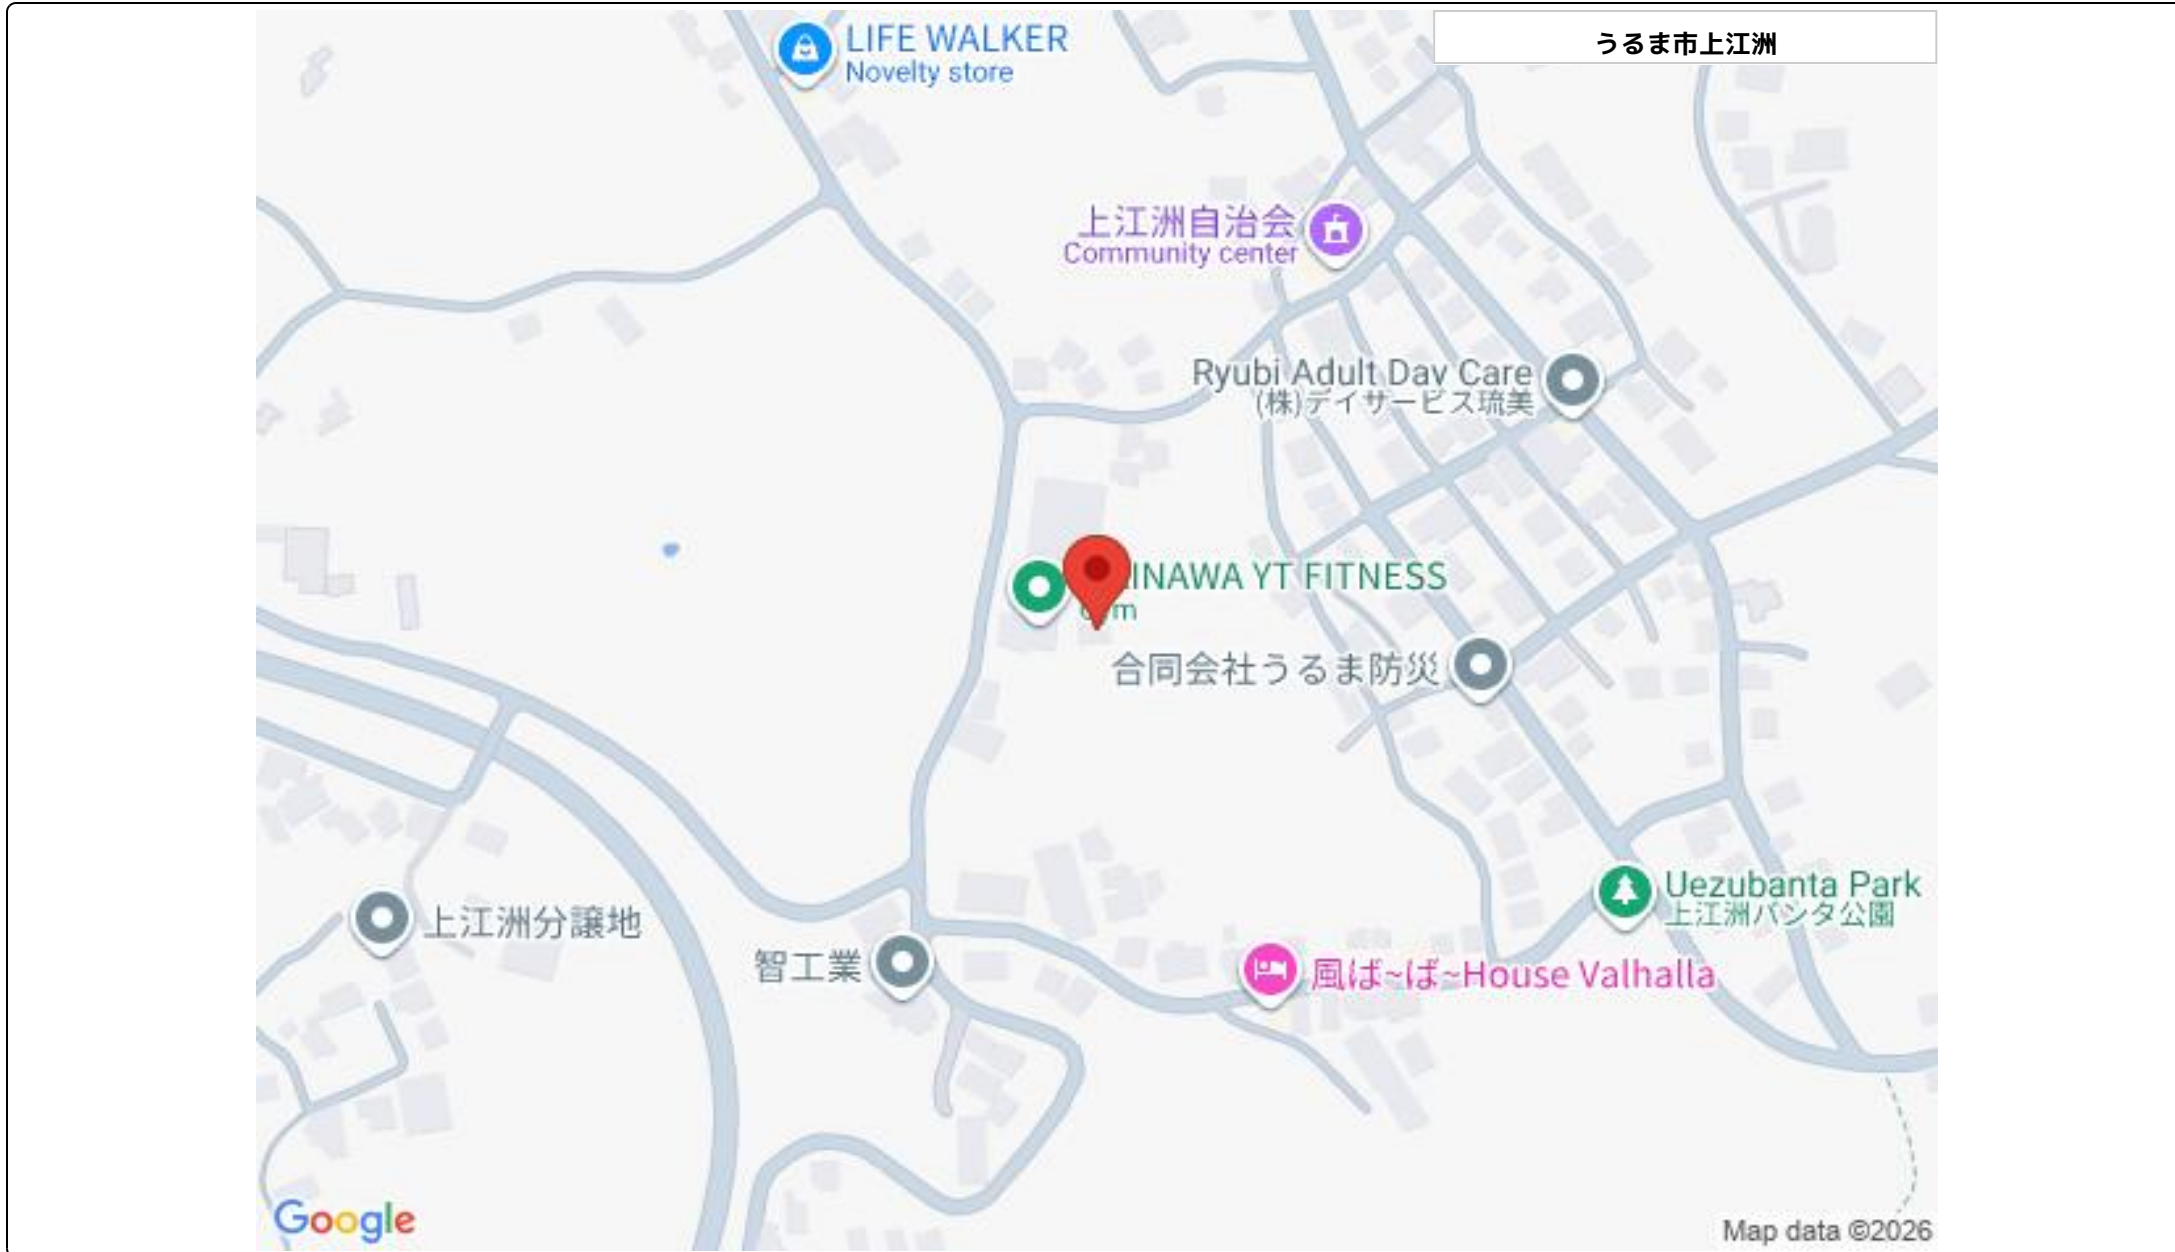 うるま市上江洲
LIFE WALKER
Novelty store
上江洲自治会
Community center
Ryubi Adult Day Care
(株)デイサービス琉美
INAWA YT FITNESS
合同会社うるま防災
Uezubanta Park
上江洲バンタ公園
上江洲分譲地
智工業
風ば~ば~House Valhalla
Google
Map data ©2026